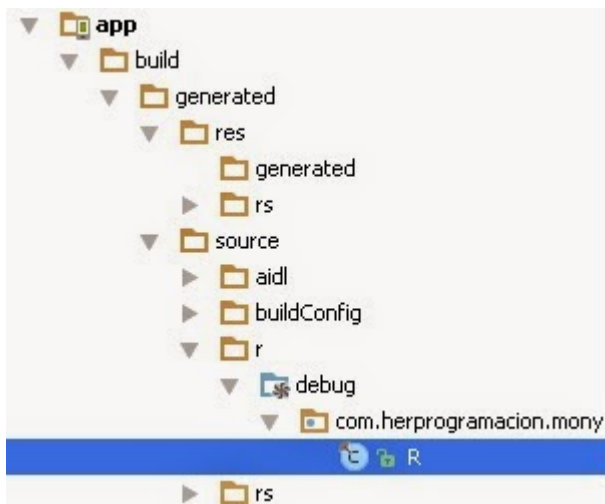 app
build
generated
res
generated
rs
source
aidl
buildConfig
r
debug
com.herprogramacion.mony
R
rs